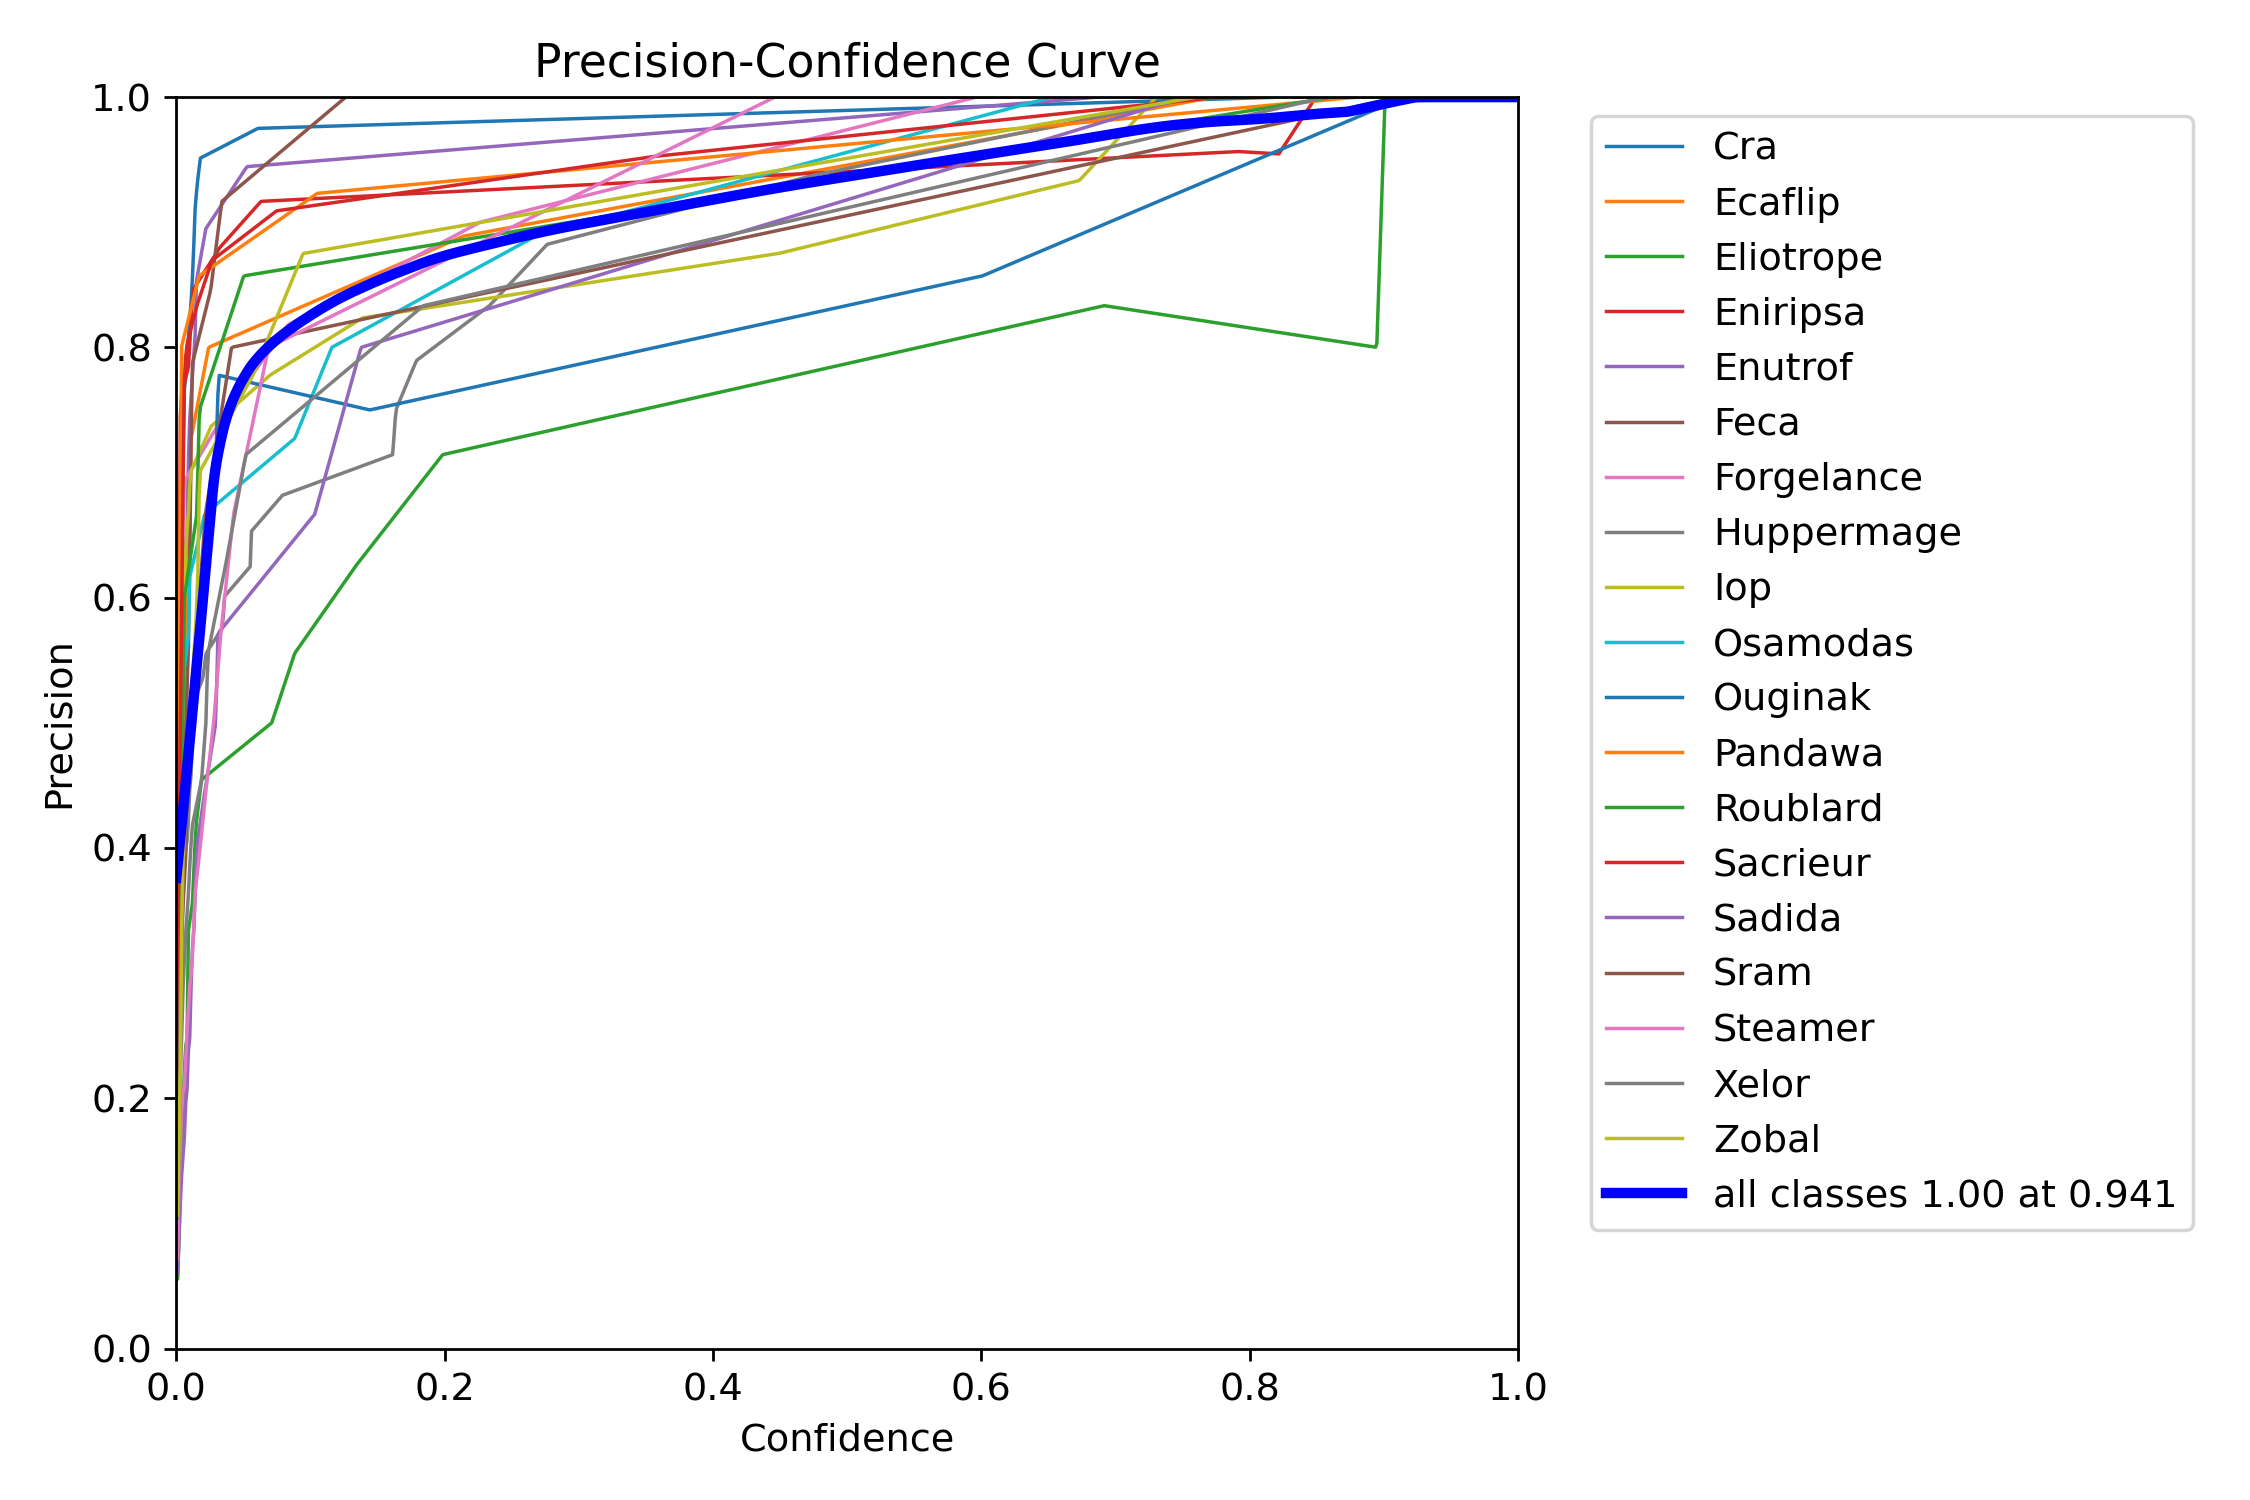 Precision-Confidence Curve
1.0
0.8
0.6
0.4
0.2
0.0
Precision
0.0 0.2 0.4 0.6 0.8 1.0
Confidence
Cra
Ecaflip
Eliotrope
Eniripsa
Enutrof
Feca
Forgelance
Huppermage
Iop
Osamodas
Ouginak
Pandawa
Roublard
Sacrieur
Sadida
Sram
Steamer
Xelor
Zobal
all classes 1.00 at 0.941